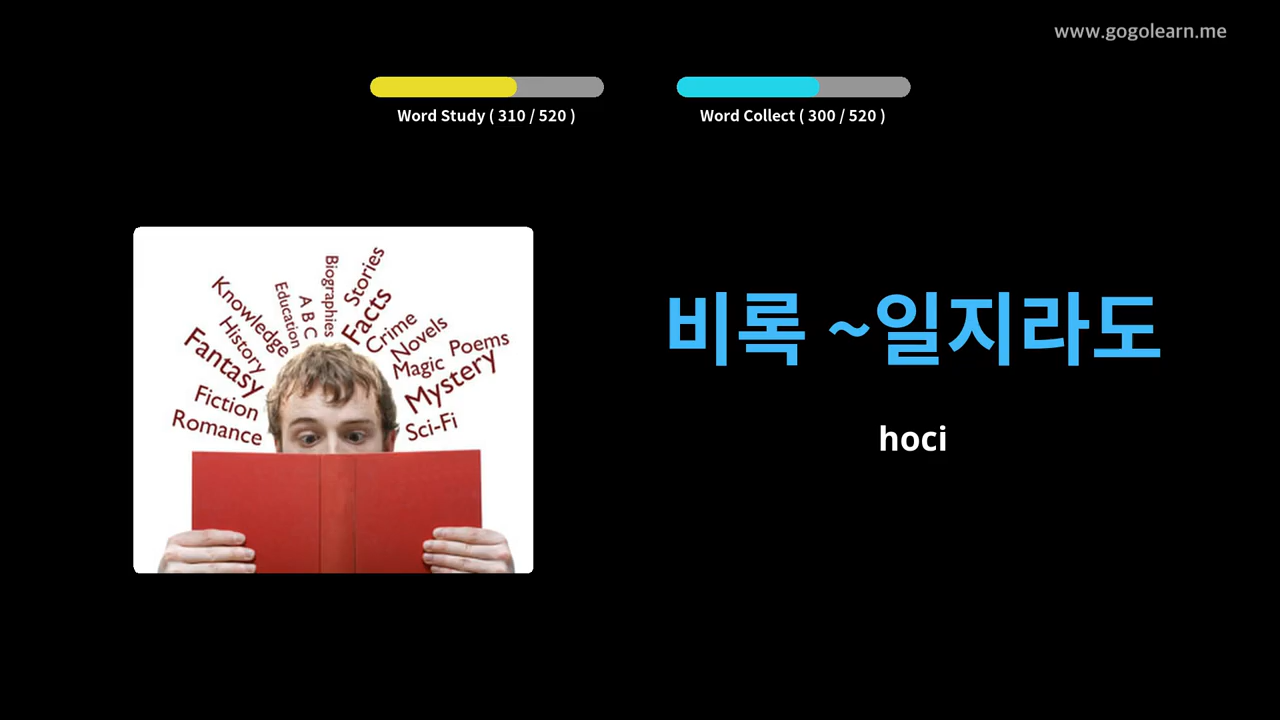 www.gogolearn.me
Word Study ( 310 / 520 )
Word Collect ( 300 / 520 )
Biographies
Stories
Knowledge
Education
A B C
Facts
Crime
History
Novels
Fantasy
Magic
Poems
Mystery
Fiction
Romance
Sci-Fi
비록 ~일지라도
hoci